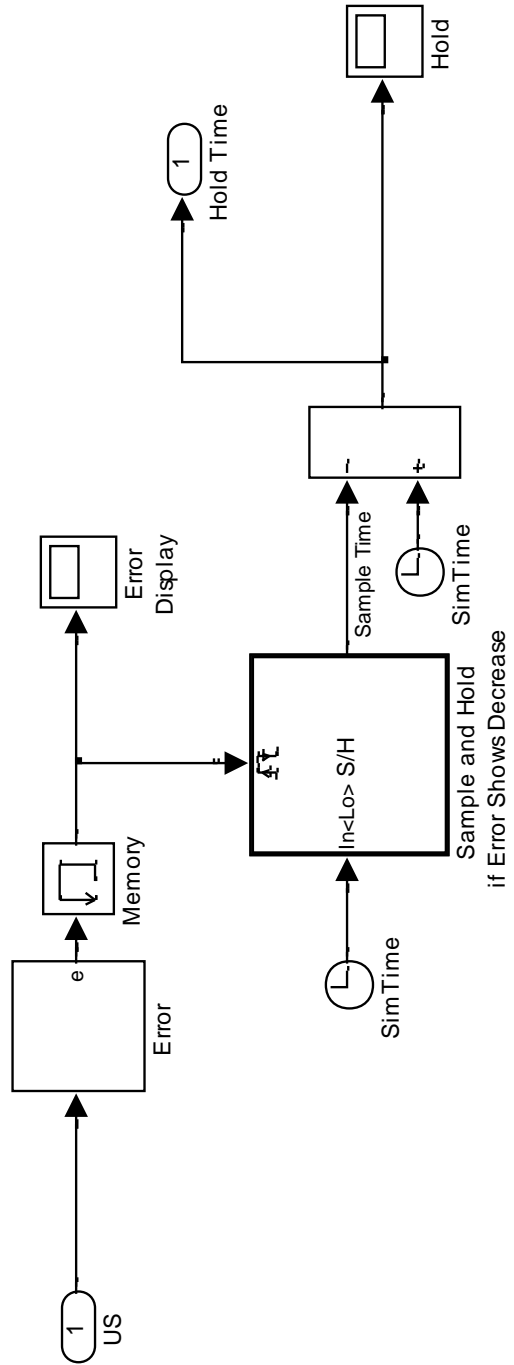 1
US
e
Error
Memory
Error
Display
In<Lo> S/H
Sample and Hold
if Error Shows Decrease
SimTime
Sample Time
SimTime
−
+
1
Hold Time
Hold